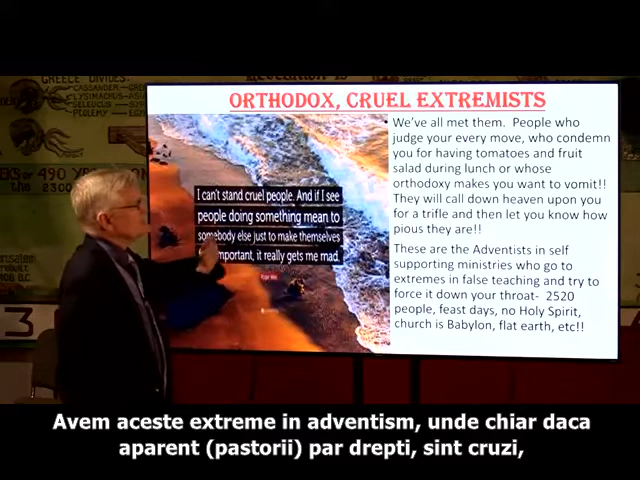 GREECE DIVIDES:
CASSANDER
LYSIMACHUS
SELEUCUS
ORTHODOX, CRUEL EXTREMISTS
I can't stand cruel people. And if I see
people doing something mean to
somebody else just to make themselves
important, it really gets me mad.
We've all met them. People who
judge your every move, who condemn
you for having tomatoes and fruit
salad during lunch or whose
orthodoxy makes you want to vomit!!
They will call down heaven upon you
for a trifle and then let you know how
pious they are!!
These are the Adventists in self
supporting ministries who go to
extremes in false teaching and try to
force it down your throat- 2520
people, feast days, no Holy Spirit,
church is Babylon, flat earth, etc!!
of 490
the 2300
3
Avem aceste extreme in adventism, unde chiar daca
aparent (pastorii) par drepti, sint cruzi,